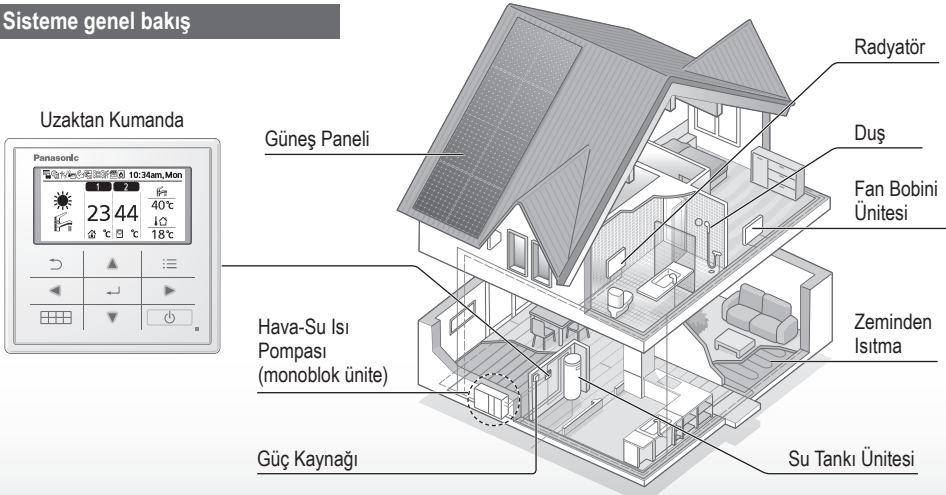 Sisteme genel bakış
Uzaktan Kumanda
Panasonic
10:34am, Mon
1 2
23 44
°C °C
40°C
18°C
Güneş Paneli
Hava-Su Isı
Pompası
(monoblok ünite)
Güç Kaynağı
Radyatör
Duş
Fan Bobini
Ünitesi
Zeminden
Isıtma
Su Tankı Ünitesi